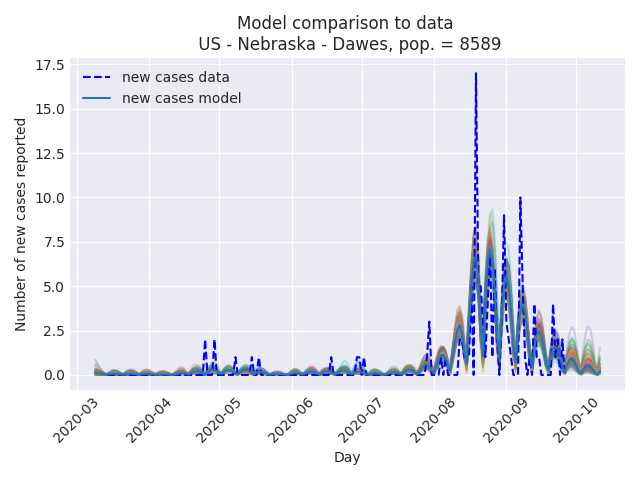 Model comparison to data
US - Nebraska - Dawes, pop. = 8589
new cases data
new cases model
Number of new cases reported
17.5
15.0
12.5
10.0
7.5
5.0
2.5
0.0
2020-03
2020-04
2020-05
2020-06
2020-07
2020-08
2020-09
2020-10
Day